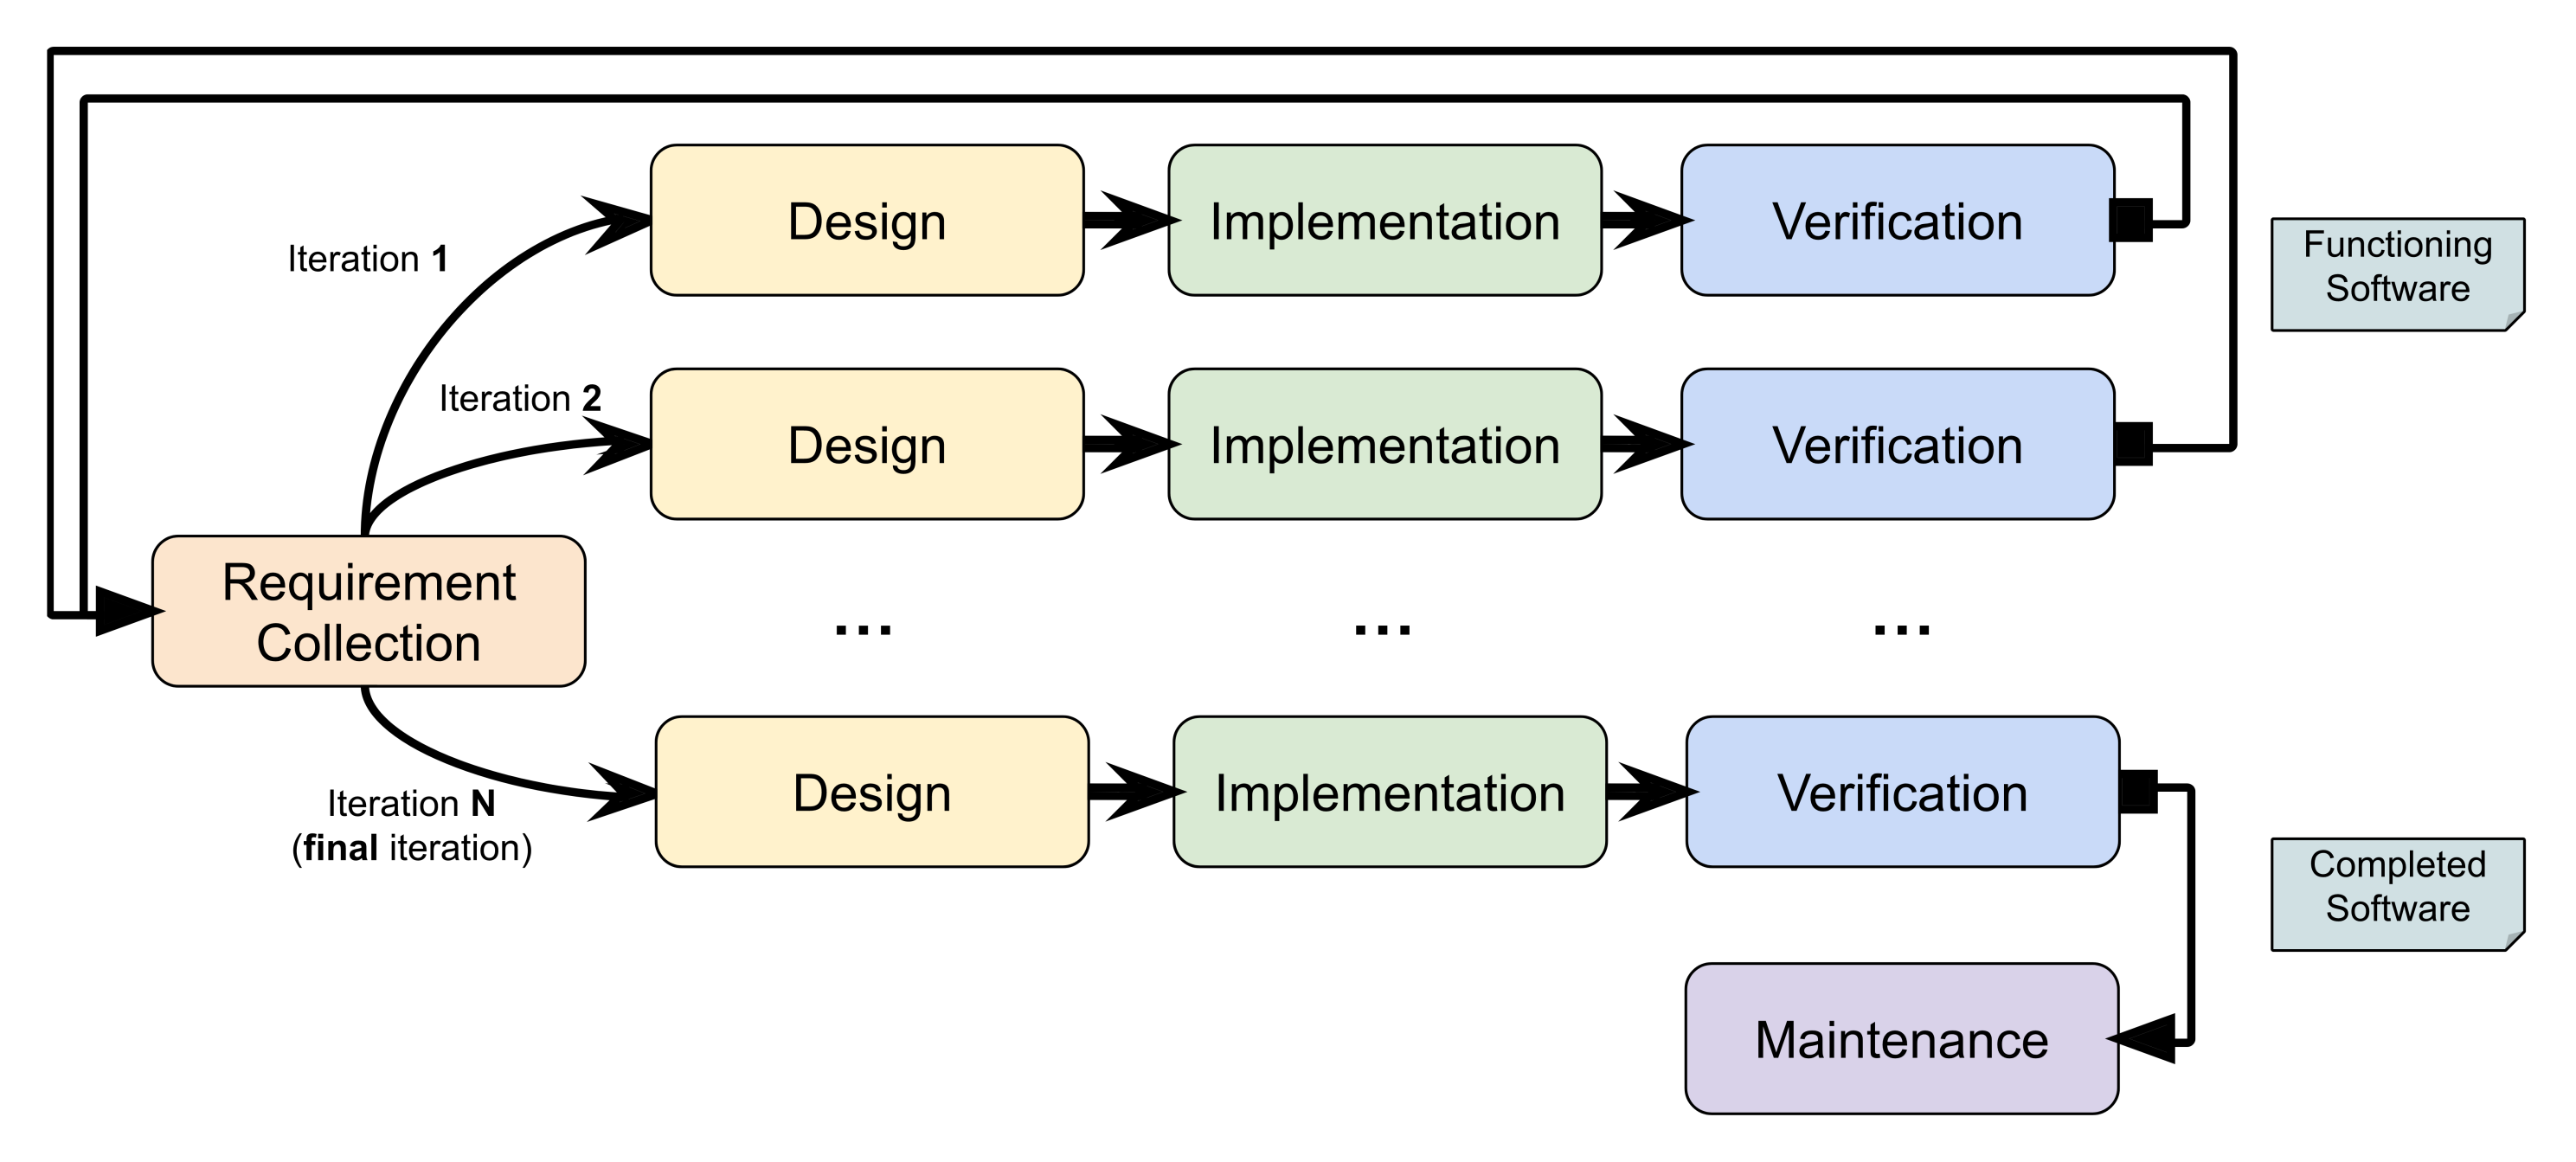 Design
Implementation
Verification
Iteration 1
Functioning
Software
Iteration 2
Design
Implementation
Verification
Requirement
Collection
...
...
...
Iteration N
(final iteration)
Design
Implementation
Verification
Completed
Software
Maintenance